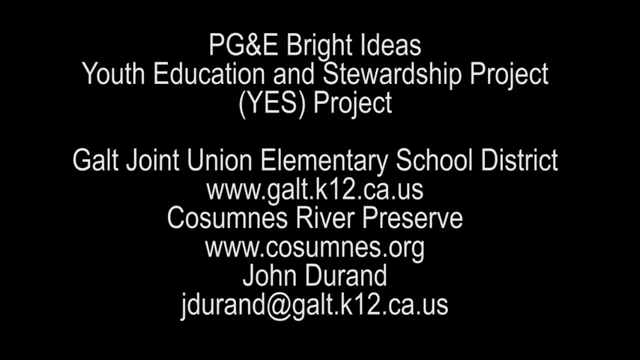 PG&E Bright Ideas
Youth Education and Stewardship Project
(YES) Project
Galt Joint Union Elementary School District
www.galt.k12.ca.us
Cosumnes River Preserve
www.cosumnes.org
John Durand
jdurand@galt.k12.ca.us